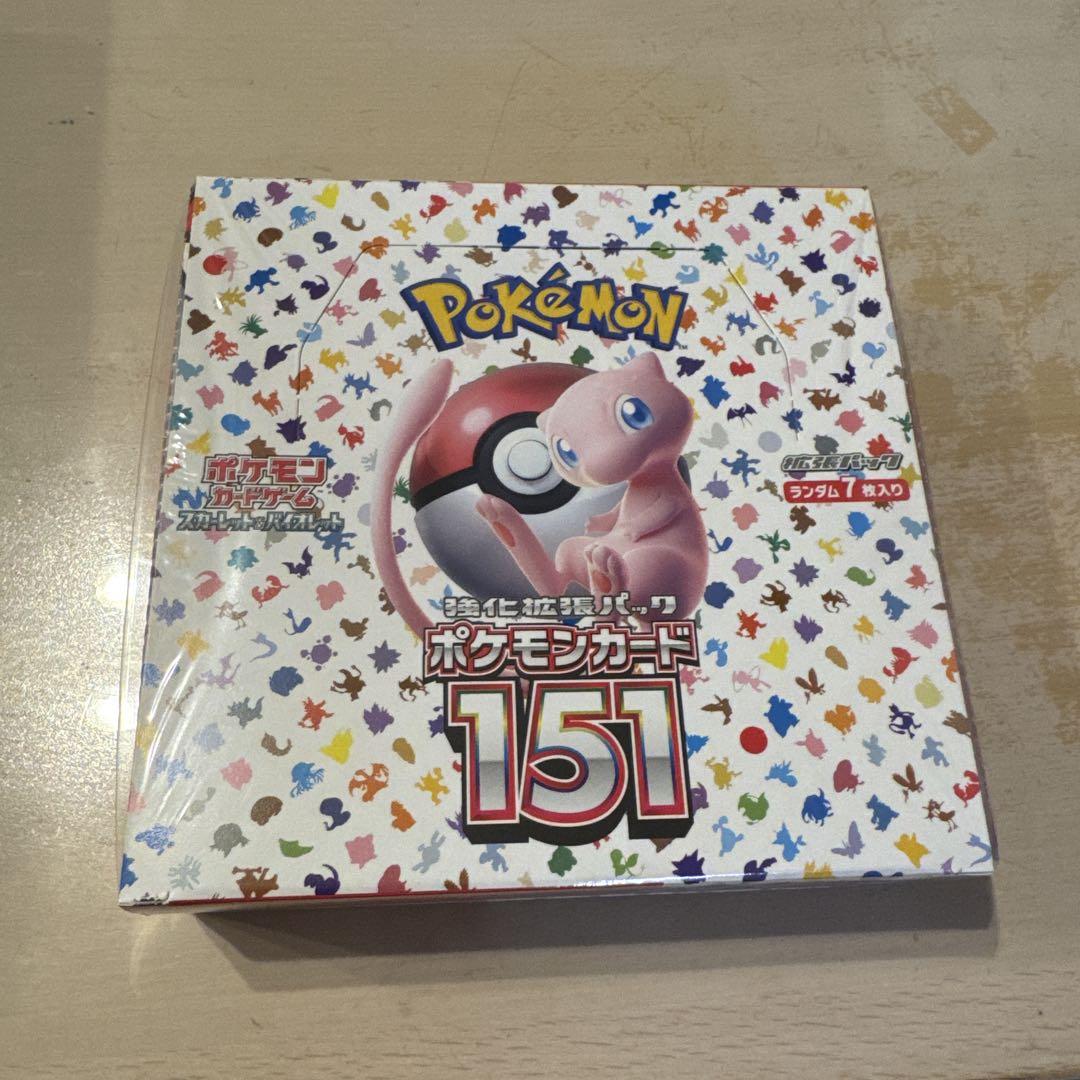 POKéMON
ポケモン
カードゲーム
スカーレット&バイオレット
拡張パック
ランダム7枚入り
強化拡張パック
ポケモンカード
151